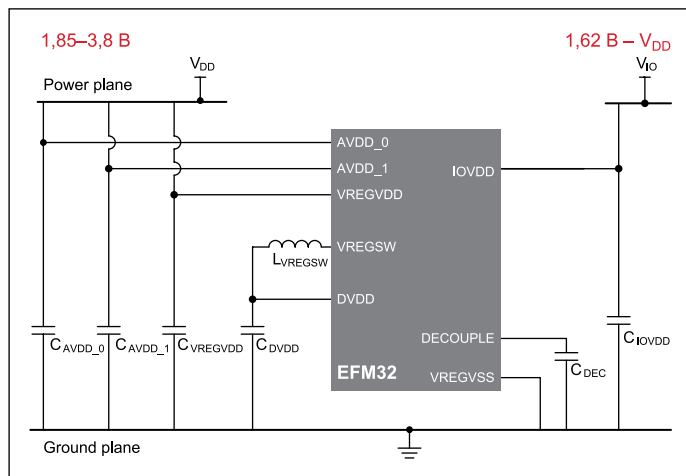 1,85–3,8 В
1,62 В – VDD
VDD
VIO
Power plane
AVDD_0
AVDD_1
IOVDD
VREGVDD
VREGSW
LVREGSW
DVDD
CAVDD_0
CAVDD_1
CVREGVDD
CDVDD
DECOUPLE
CIOVDD
EFM32
CDEC
VREGVSS
Ground plane